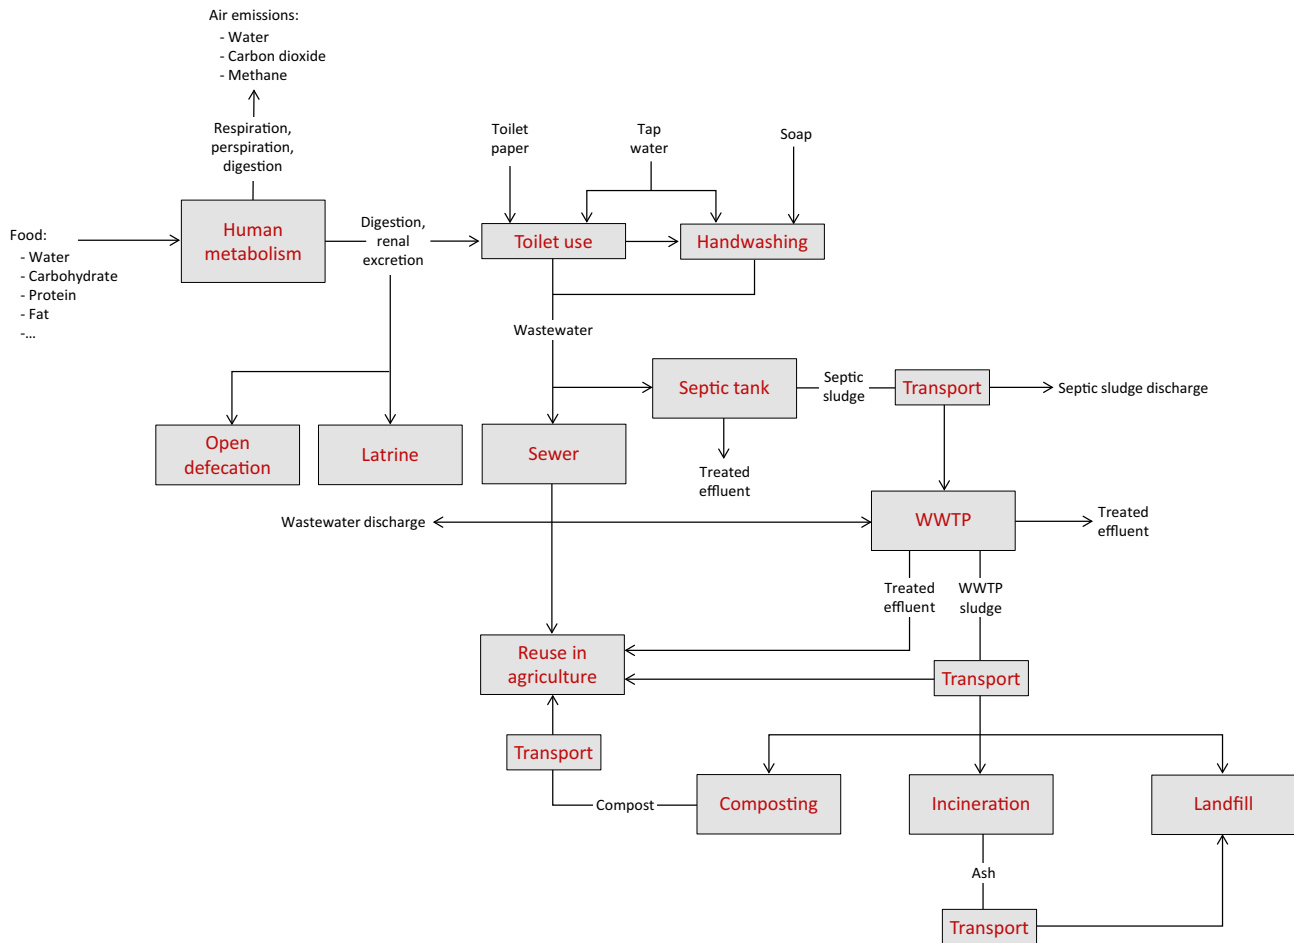 Air emissions:
- Water
- Carbon dioxide
- Methane
Respiration,
perspiration,
digestion
Toilet
paper
Tap
water
Soap
Food:
- Water
- Carbohydrate
- Protein
- Fat
-...
Human
metabolism
Digestion,
renal
excretion
Toilet use
Handwashing
Wastewater
Septic tank
Septic
sludge
Transport
Septic sludge discharge
Open
defecation
Latrine
Sewer
Treated
effluent
Wastewater discharge
WWTP
Treated
effluent
Treated
effluent
WWTP
sludge
Reuse in
agriculture
Transport
Transport
Compost
Composting
Incineration
Landfill
Ash
Transport